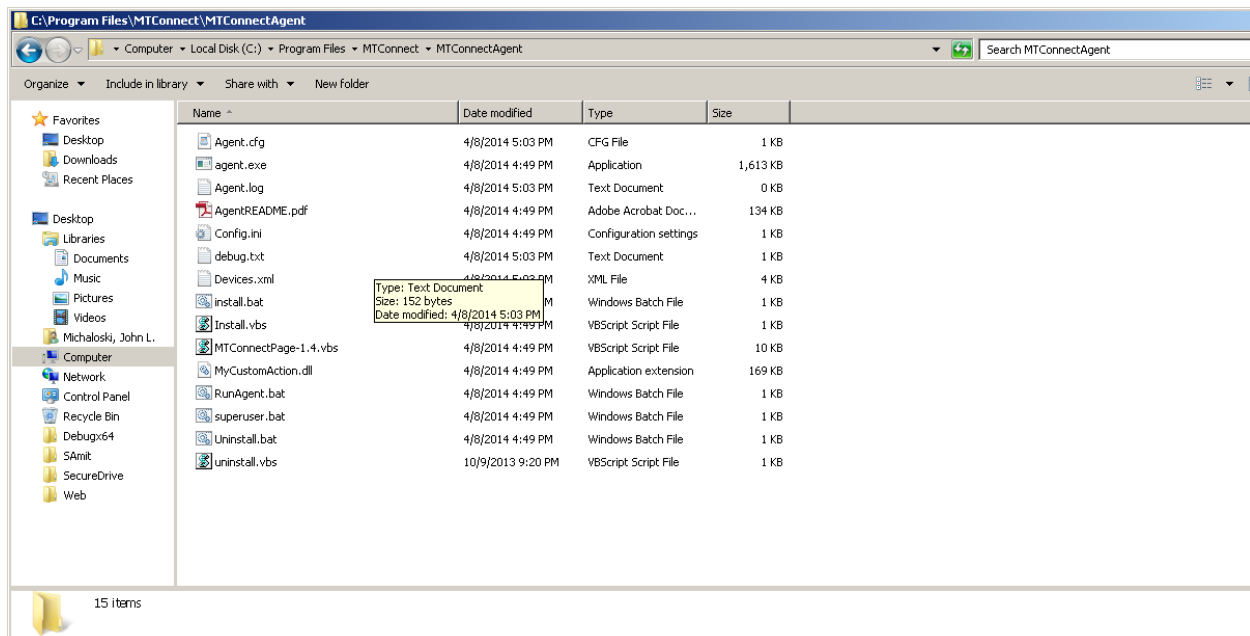 C:\Program Files\MTConnect\MTConnectAgent
Computer Local Disk (C:) Program Files MTConnect MTConnectAgent Search MTConnectAgent
Organize Include in library Share with New folder
Favorites
Desktop
Downloads
Recent Places
Desktop
Libraries
Documents
Music
Pictures
Videos
Michaloski, John L.
Computer
Network
Control Panel
Recycle Bin
Debugx64
SAmit
SecureDrive
Web
Name Date modified Type Size
Agent.cfg 4/8/2014 5:03 PM CFG File 1 KB
agent.exe 4/8/2014 4:49 PM Application 1,613 KB
Agent.log 4/8/2014 5:03 PM Text Document 0 KB
AgentREADME.pdf 4/8/2014 4:49 PM Adobe Acrobat Doc... 134 KB
Config.ini 4/8/2014 4:49 PM Configuration settings 1 KB
debug.txt 4/8/2014 5:03 PM Text Document 1 KB
Devices.xml 4/8/2014 5:03 PM XML File 4 KB
install.bat M Windows Batch File 1 KB
Install.vbs 4/8/2014 4:49 PM VBScript Script File 1 KB
MTConnectPage-1.4.vbs 4/8/2014 4:49 PM VBScript Script File 10 KB
MyCustomAction.dll 4/8/2014 4:49 PM Application extension 169 KB
RunAgent.bat 4/8/2014 4:49 PM Windows Batch File 1 KB
superuser.bat 4/8/2014 4:49 PM Windows Batch File 1 KB
Uninstall.bat 4/8/2014 4:49 PM Windows Batch File 1 KB
uninstall.vbs 10/9/2013 9:20 PM VBScript Script File 1 KB
Type: Text Document
Size: 152 bytes
Date modified: 4/8/2014 5:03 PM
15 items